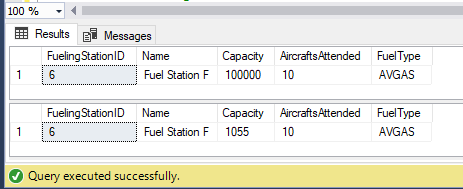 100 %
Results Messages
FuelingStationID Name Capacity AircraftsAttended FuelType
1 6 Fuel Station F 100000 10 AVGAS
FuelingStationID Name Capacity AircraftsAttended FuelType
1 6 Fuel Station F 1055 10 AVGAS
Query executed successfully.